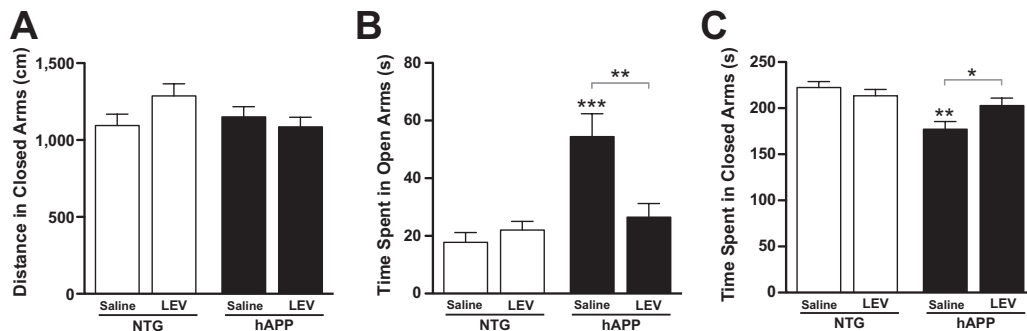 A
Distance in Closed Arms (cm)
1,500
1,000
500
0
Saline LEV Saline LEV
NTG hAPP
B
Time Spent in Open Arms (s)
80
60
40
20
0
**
***
Saline LEV Saline LEV
NTG hAPP
C
Time Spent in Closed Arms (s)
250
200
150
100
50
0
*
**
Saline LEV Saline LEV
NTG hAPP